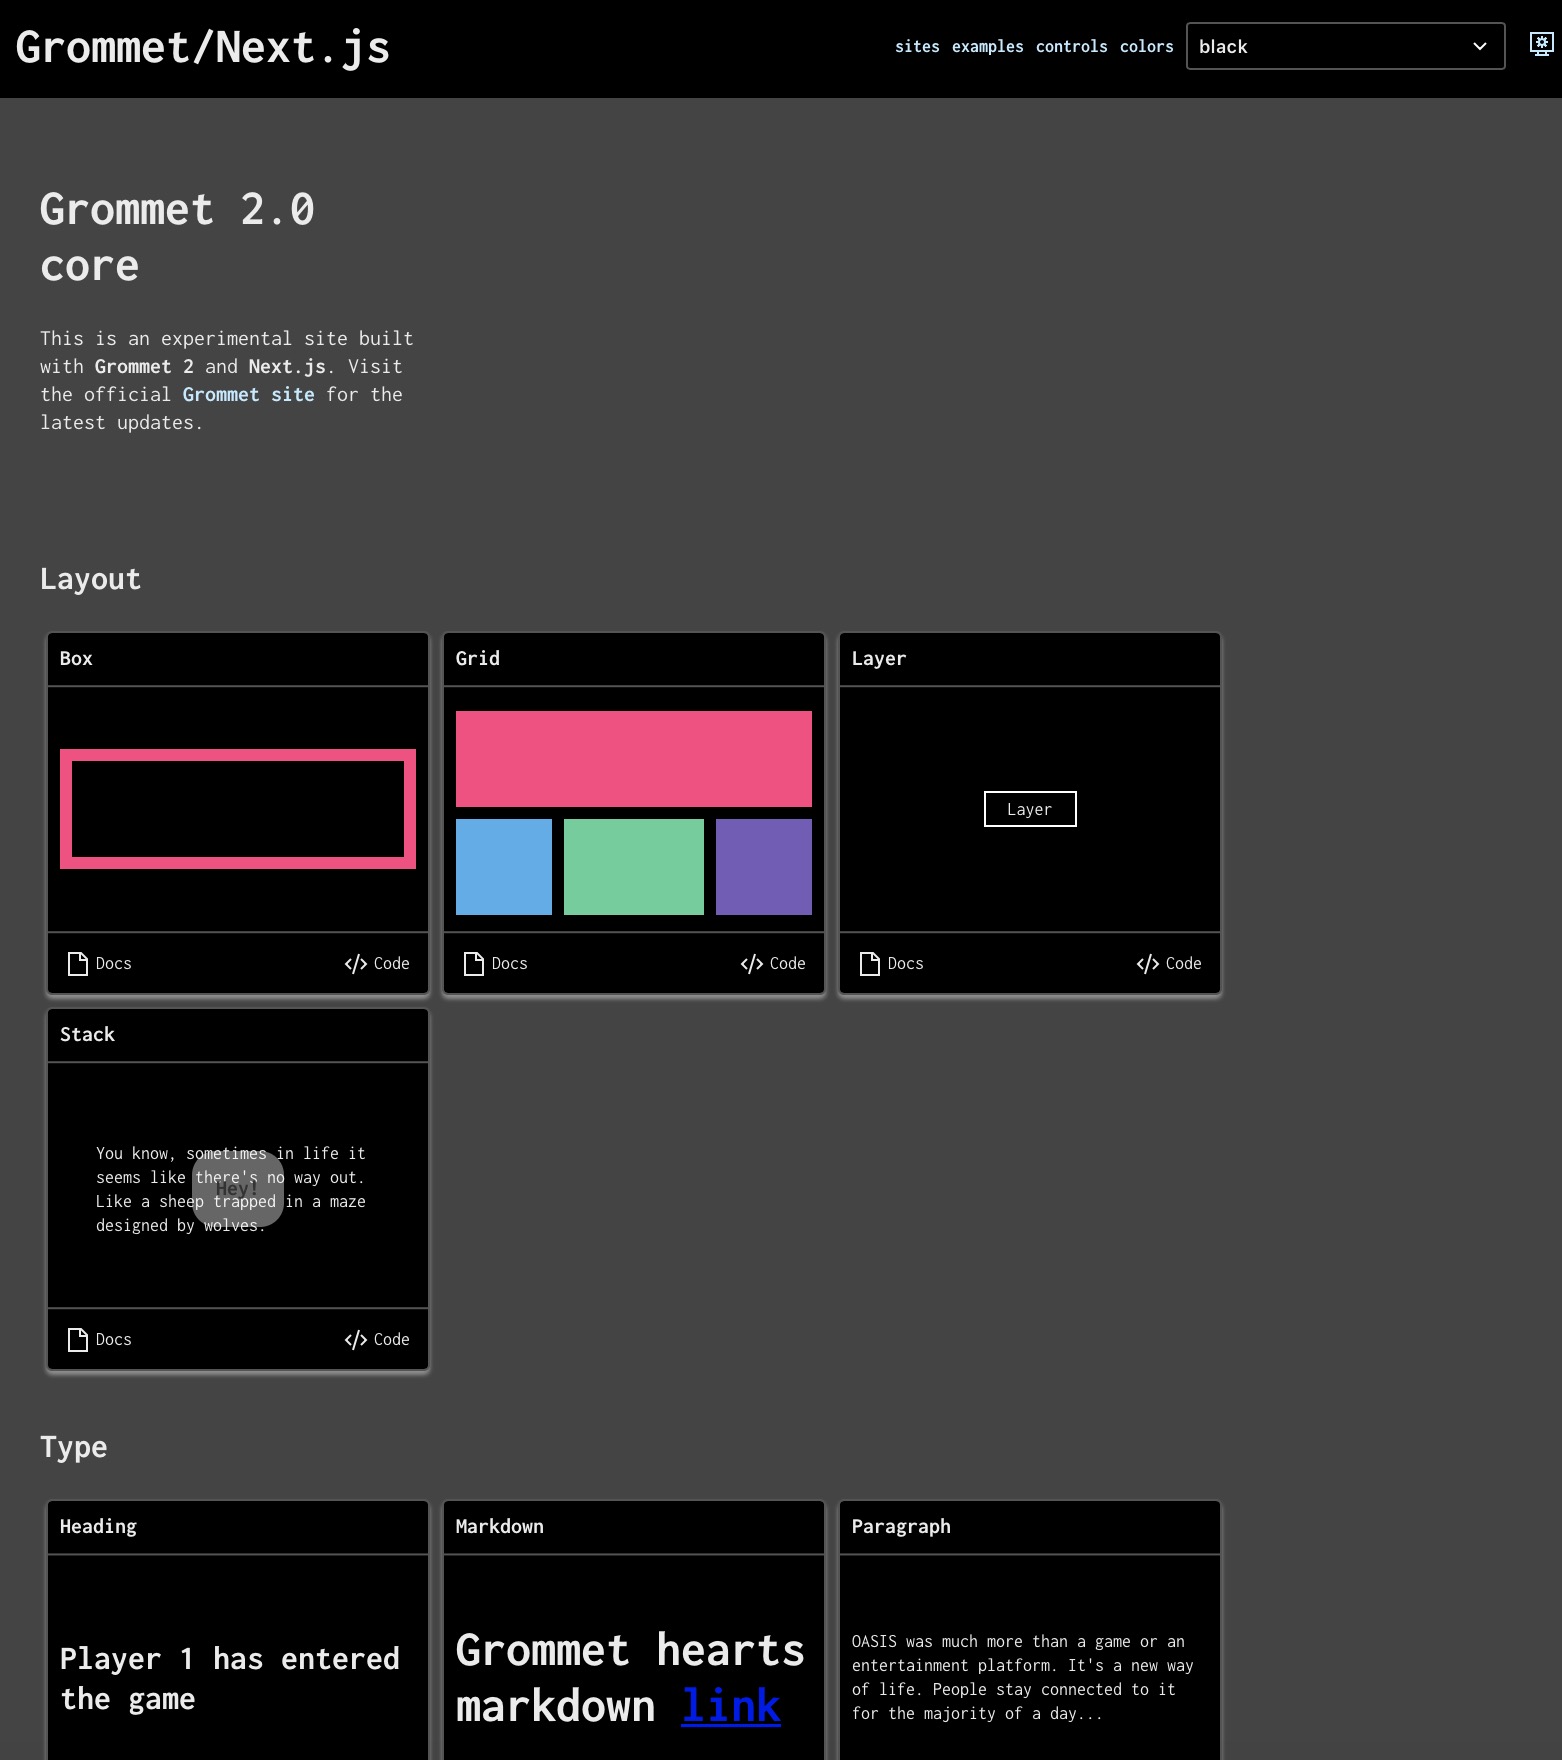 Grommet/Next.js
sites examples controls colors
black
Grommet 2.0
core
This is an experimental site built
with Grommet 2 and Next.js. Visit
the official Grommet site for the
latest updates.
Layout
Box
Docs
Code
Grid
Docs
Code
Layer
Layer
Docs
Code
Stack
You know, sometimes in life it
seems like there's no way out.
Like a sheep trapped in a maze
designed by wolves.
Hey!
Docs
Code
Type
Heading
Player 1 has entered
the game
Markdown
Grommet hearts
markdown link
Paragraph
OASIS was much more than a game or an
entertainment platform. It's a new way
of life. People stay connected to it
for the majority of a day...